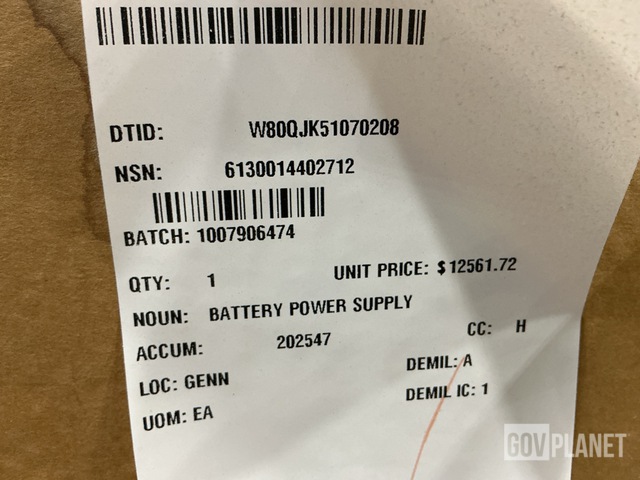 DTID: W80QJK51070208
NSN: 6130014402712
BATCH: 1007906474
QTY: 1 UNIT PRICE: $12561.72
NOUN: BATTERY POWER SUPPLY
ACCUM: 202547 CC: H
LOC: GENN DEMIL: A
UOM: EA DEMIL IC: 1
GOVPLANET